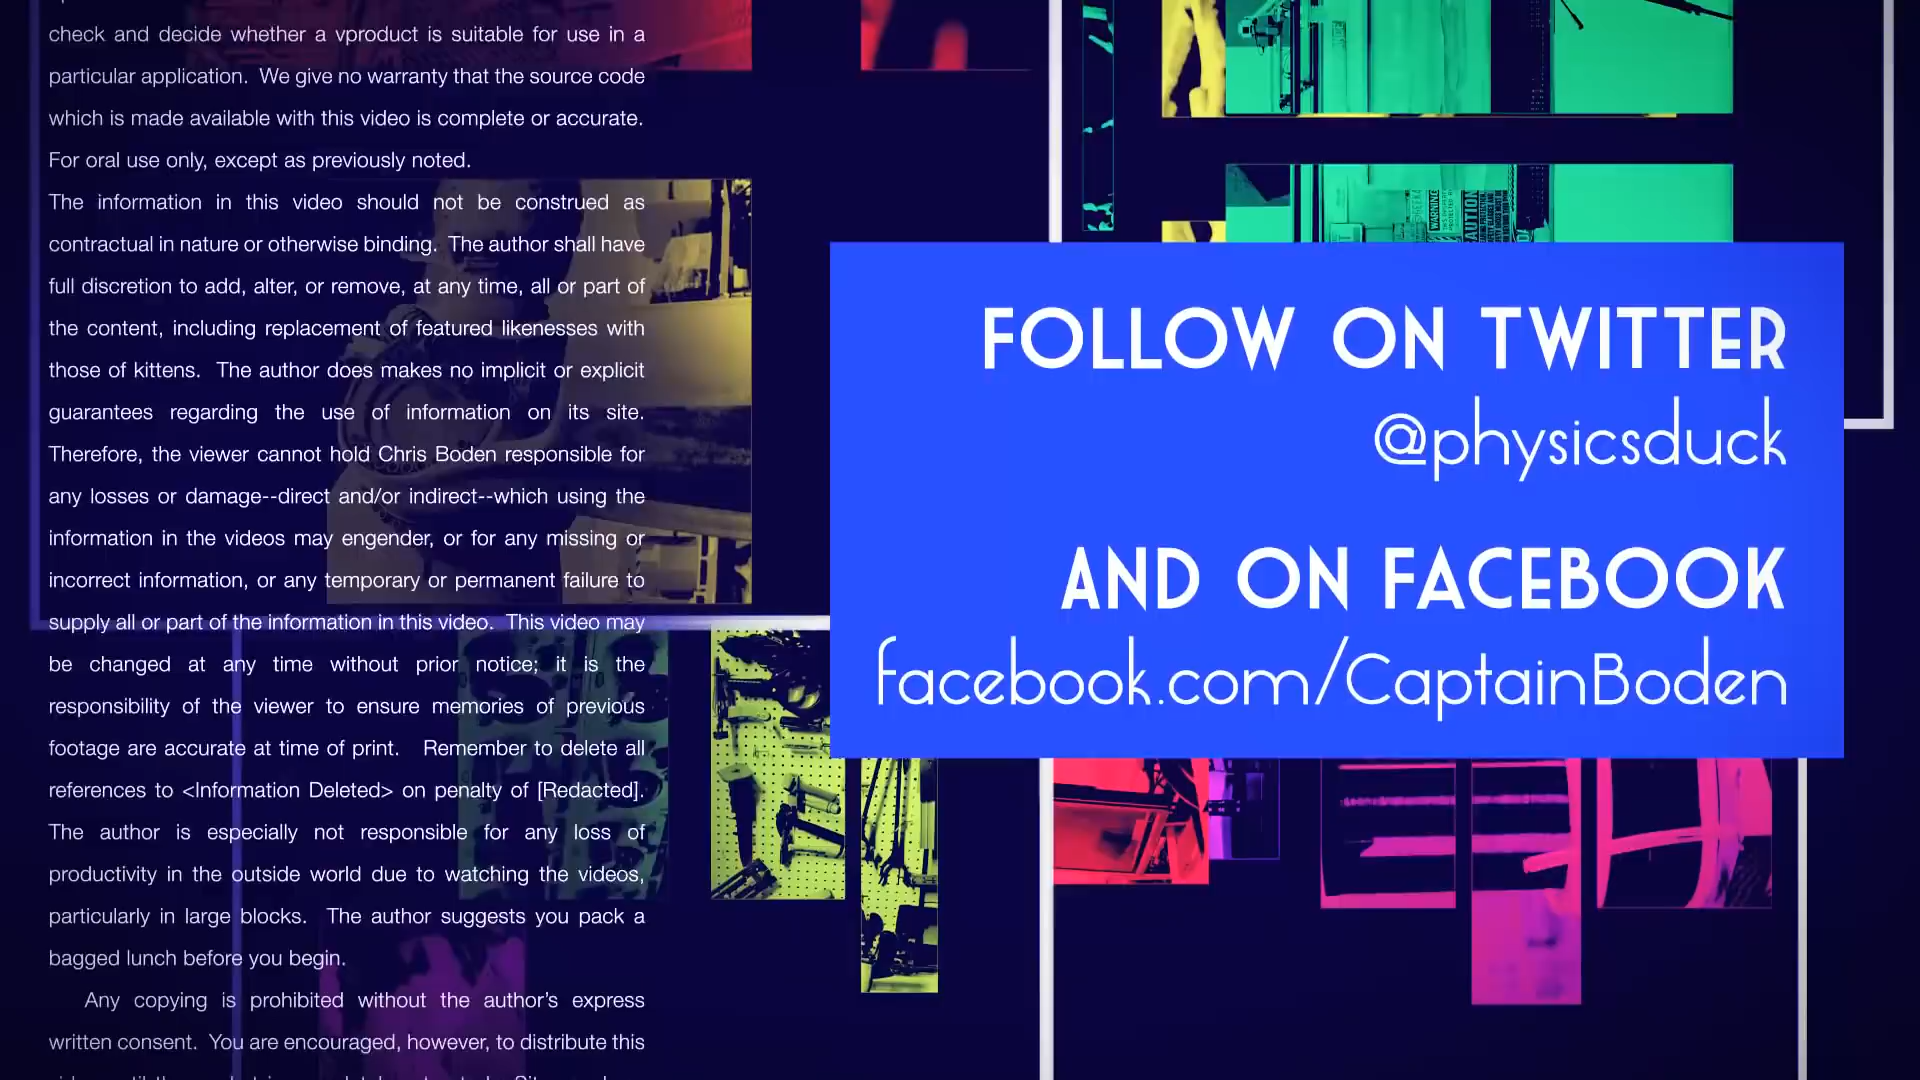 check and decide whether a vproduct is suitable for use in a
particular application. We give no warranty that the source code
which is made available with this video is complete or accurate.
For oral use only, except as previously noted.
The information in this video should not be construed as
contractual in nature or otherwise binding. The author shall have
full discretion to add, alter, or remove, at any time, all or part of
the content, including replacement of featured likenesses with
those of kittens. The author does makes no implicit or explicit
guarantees regarding the use of information on its site.
Therefore, the viewer cannot hold Chris Boden responsible for
any losses or damage--direct and/or indirect--which using the
information in the videos may engender, or for any missing or
incorrect information, or any temporary or permanent failure to
supply all or part of the information in this video. This video may
be changed at any time without prior notice; it is the
responsibility of the viewer to ensure memories of previous
footage are accurate at time of print. Remember to delete all
references to <Information Deleted> on penalty of [Redacted].
The author is especially not responsible for any loss of
productivity in the outside world due to watching the videos,
particularly in large blocks. The author suggests you pack a
bagged lunch before you begin.
Any copying is prohibited without the author's express
written consent. You are encouraged, however, to distribute this
WARNING
CAUTION
FOLLOW ON TWITTER
@physicsduck
AND ON FACEBOOK
facebook.com/CaptainBoden